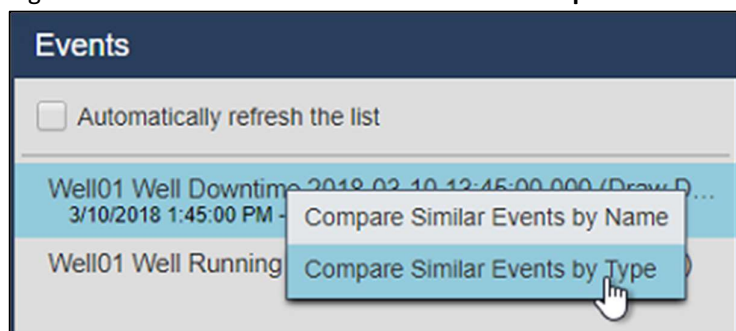 Events
Automatically refresh the list
Well01 Well Downtime 2018-03-10 13:45:00.000 (Draw D...
3/10/2018 1:45:00 PM -
Compare Similar Events by Name
Well01 Well Running
Compare Similar Events by Type
)